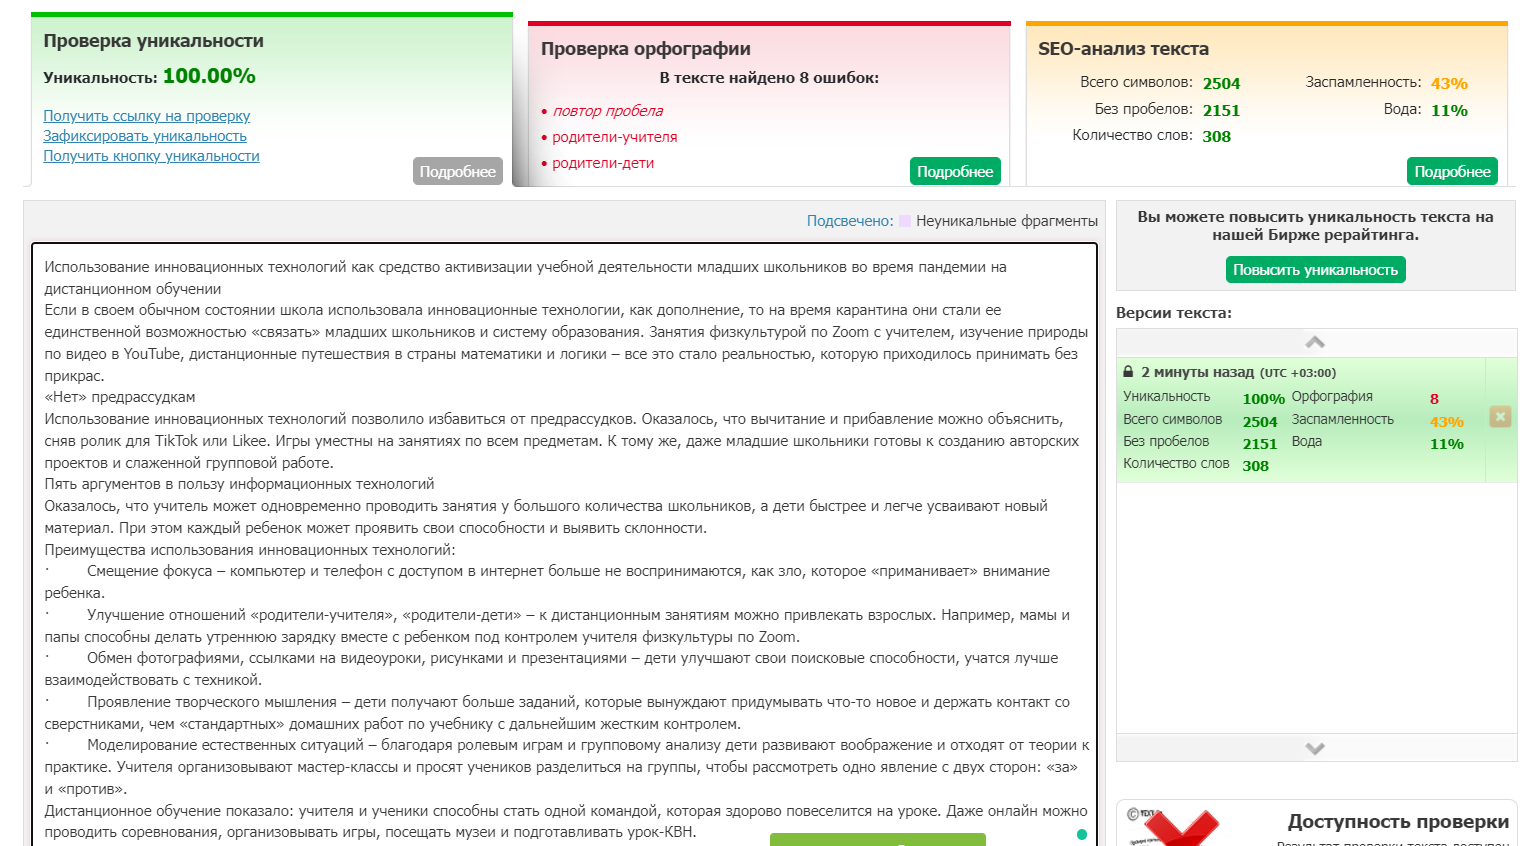 Проверка уникальности
Уникальность: 100.00%
Получить ссылку на проверку
Зафиксировать уникальность
Получить кнопку уникальности
Подробнее
Проверка орфографии
В тексте найдено 8 ошибок:
• повтор пробела
• родители-учителя
• родители-дети
Подробнее
SEO-анализ текста
Всего символов: 2504
Заспамленность: 43%
Без пробелов: 2151
Вода: 11%
Количество слов: 308
Подробнее
Подсвечено: Неуникальные фрагменты
Использование инновационных технологий как средство активизации учебной деятельности младших школьников во время пандемии на
дистанционном обучении
Если в своем обычном состоянии школа использовала инновационные технологии, как дополнение, то на время карантина они стали ее
единственной возможностью «связать» младших школьников и систему образования. Занятия физкультурой по Zoom с учителем, изучение природы
по видео в YouTube, дистанционные путешествия в страны математики и логики – все это стало реальностью, которую приходилось принимать без
прикрас.
«Нет» предрассудкам
Использование инновационных технологий позволило избавиться от предрассудков. Оказалось, что вычитание и прибавление можно объяснить,
сняв ролик для TikTok или Likee. Игры уместны на занятиях по всем предметам. К тому же, даже младшие школьники готовы к созданию авторских
проектов и слаженной групповой работе.
Пять аргументов в пользу информационных технологий
Оказалось, что учитель может одновременно проводить занятия у большого количества школьников, а дети быстрее и легче усваивают новый
материал. При этом каждый ребенок может проявить свои способности и выявить склонности.
Преимущества использования инновационных технологий:
· Смещение фокуса – компьютер и телефон с доступом в интернет больше не воспринимаются, как зло, которое «приманивает» внимание
ребенка.
· Улучшение отношений «родители-учителя», «родители-дети» – к дистанционным занятиям можно привлекать взрослых. Например, мамы и
папы способны делать утреннюю зарядку вместе с ребенком под контролем учителя физкультуры по Zoom.
· Обмен фотографиями, ссылками на видеоуроки, рисунками и презентациями – дети улучшают свои поисковые способности, учатся лучше
взаимодействовать с техникой.
· Проявление творческого мышления – дети получают больше заданий, которые вынуждают придумывать что-то новое и держать контакт со
сверстниками, чем «стандартных» домашних работ по учебнику с дальнейшим жестким контролем.
· Моделирование естественных ситуаций – благодаря ролевым играм и групповому анализу дети развивают воображение и отходят от теории к
практике. Учителя организовывают мастер-классы и просят учеников разделиться на группы, чтобы рассмотреть одно явление с двух сторон: «за»
и «против».
Дистанционное обучение показало: учителя и ученики способны стать одной командой, которая здорово повеселится на уроке. Даже онлайн можно
проводить соревнования, организовывать игры, посещать музеи и подготавливать урок-КВН.
Вы можете повысить уникальность текста на
нашей Бирже рерайтинга.
Повысить уникальность
Версии текста:
2 минуты назад (UTC +03:00)
Уникальность 100% Орфография 8
Всего символов 2504 Заспамленность 43%
Без пробелов 2151 Вода 11%
Количество слов 308
Доступность проверки